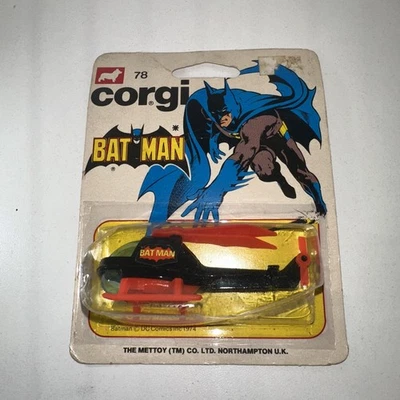 78
corgi
®
BATMAN
®
BATMAN
Batman © DC Comics Inc 1974
THE METTOY (TM) CO. LTD. NORTHAMPTON U.K.